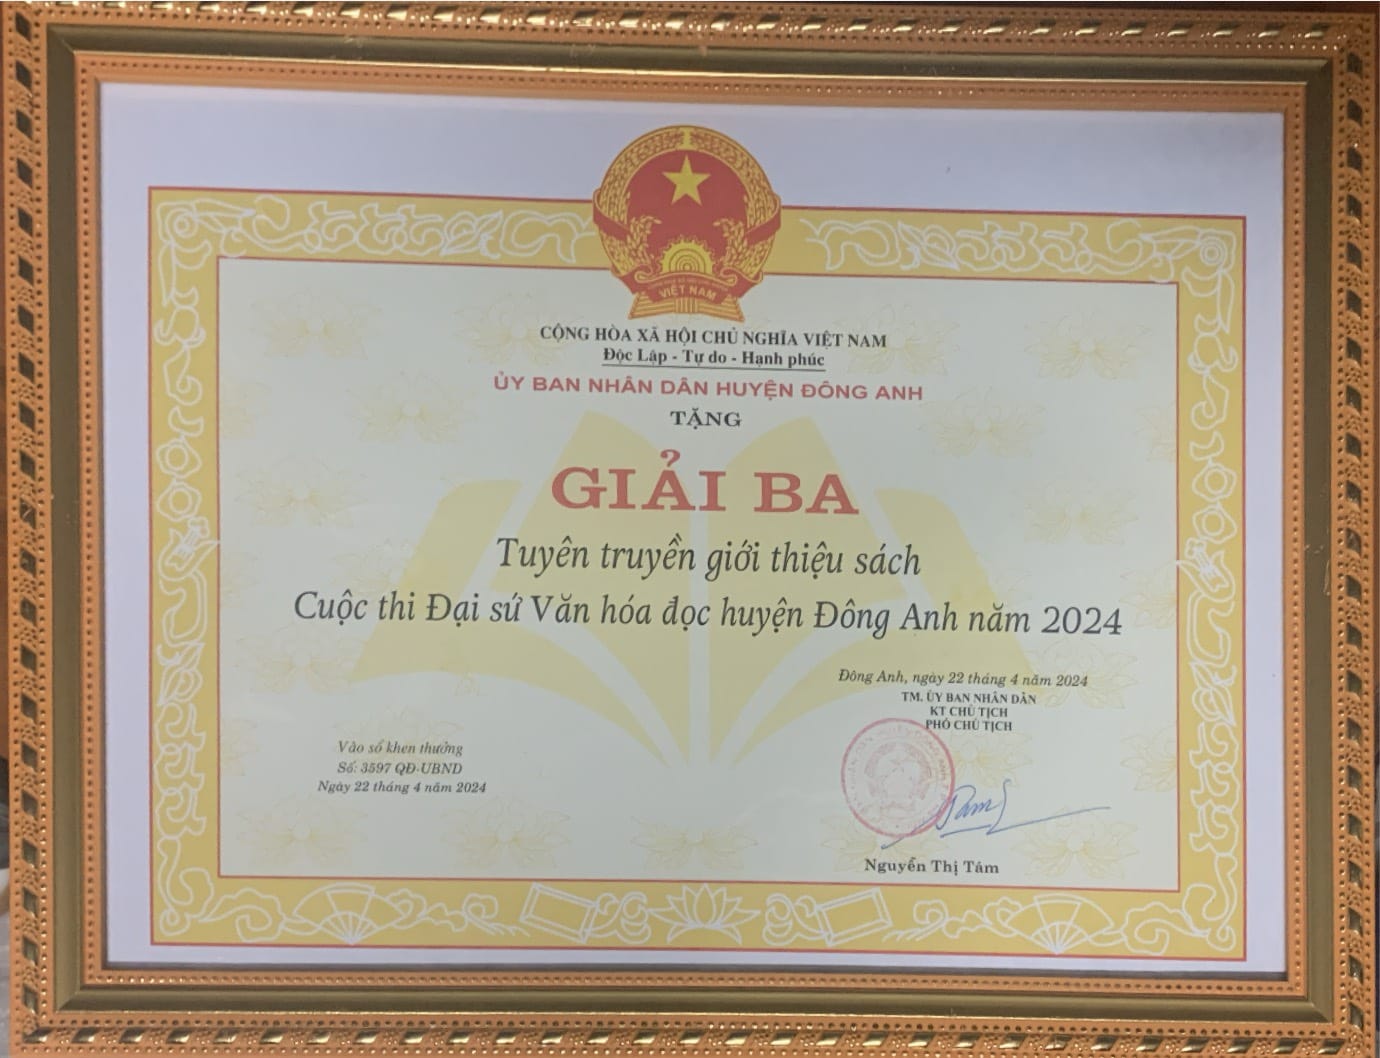 VIỆT NAM
CỘNG HÒA XÃ HỘI CHỦ NGHĨA VIỆT NAM
Độc Lập - Tự do - Hạnh phúc
ỦY BAN NHÂN DÂN HUYỆN ĐÔNG ANH
TẶNG
GIẢI BA
Tuyên truyền giới thiệu sách
Cuộc thi Đại sứ Văn hóa đọc huyện Đông Anh năm 2024
Đông Anh, ngày 22 tháng 4 năm 2024
TM. ỦY BAN NHÂN DÂN
KT CHỦ TỊCH
PHÓ CHỦ TỊCH
Vào sổ khen thưởng
Số: 3597 QĐ-UBND
Ngày 22 tháng 4 năm 2024
Nguyễn Thị Tám